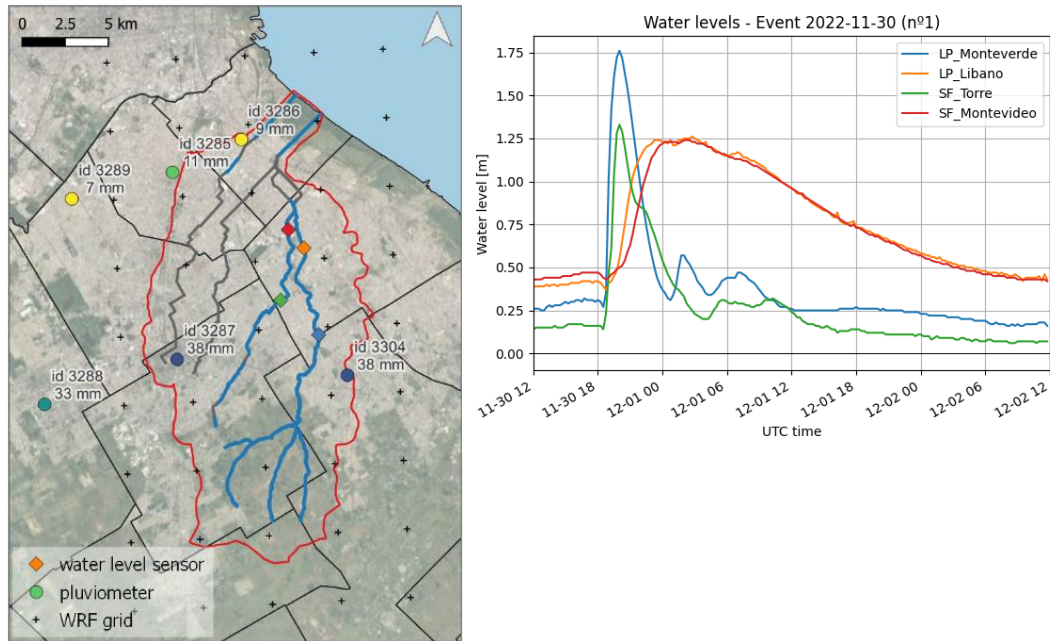 0 2.5 5 km
id 3286
9 mm
id 3285
11 mm
id 3289
7 mm
id 3287
38 mm
id 3304
38 mm
id 3288
33 mm
water level sensor
pluviometer
WRF grid
Water levels - Event 2022-11-30 (nº1)
LP_Monteverde
LP_Libano
SF_Torre
SF_Montevideo
Water level [m]
1.75
1.50
1.25
1.00
0.75
0.50
0.25
0.00
11-30 12
11-30 18
12-01 00
12-01 06
12-01 12
12-01 18
12-02 00
12-02 06
12-02 12
UTC time